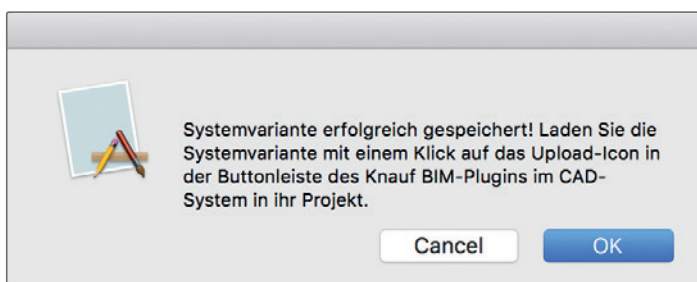 Systemvariante erfolgreich gespeichert! Laden Sie die
Systemvariante mit einem Klick auf das Upload-Icon in
der Buttonleiste des Knauf BIM-Plugins im CAD-
System in ihr Projekt.
Cancel OK